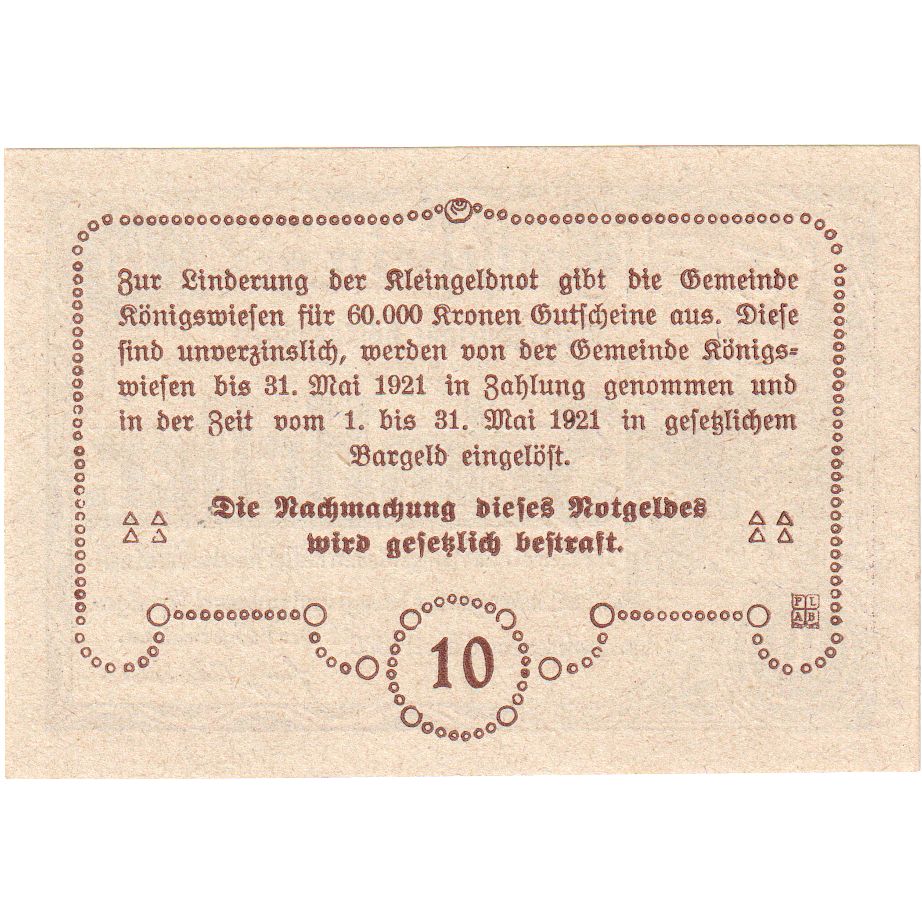 Zur Linderung der Kleingeldnot gibt die Gemeinde
Königswiesen für 60.000 Kronen Gutscheine aus. Diese
sind unverzinslich, werden von der Gemeinde Königs=
wiesen bis 31. Mai 1921 in Zahlung genommen und
in der Zeit vom 1. bis 31. Mai 1921 in gesetzlichem
Bargeld eingelöst.
Die Nachmachung dieses Notgeldes
wird gesetzlich bestraft.
P L
A B
10